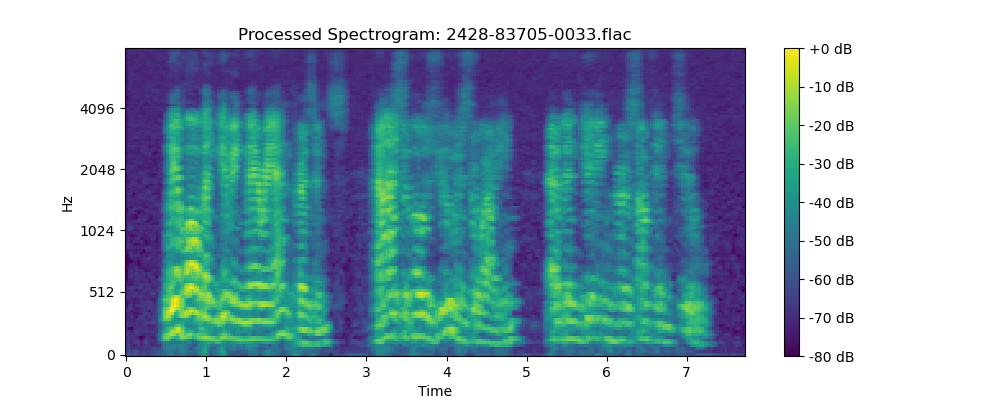 Processed Spectrogram: 2428-83705-0033.flac
Hz
4096
2048
1024
512
0
0 1 2 3 4 5 6 7
Time
+0 dB
-10 dB
-20 dB
-30 dB
-40 dB
-50 dB
-60 dB
-70 dB
-80 dB